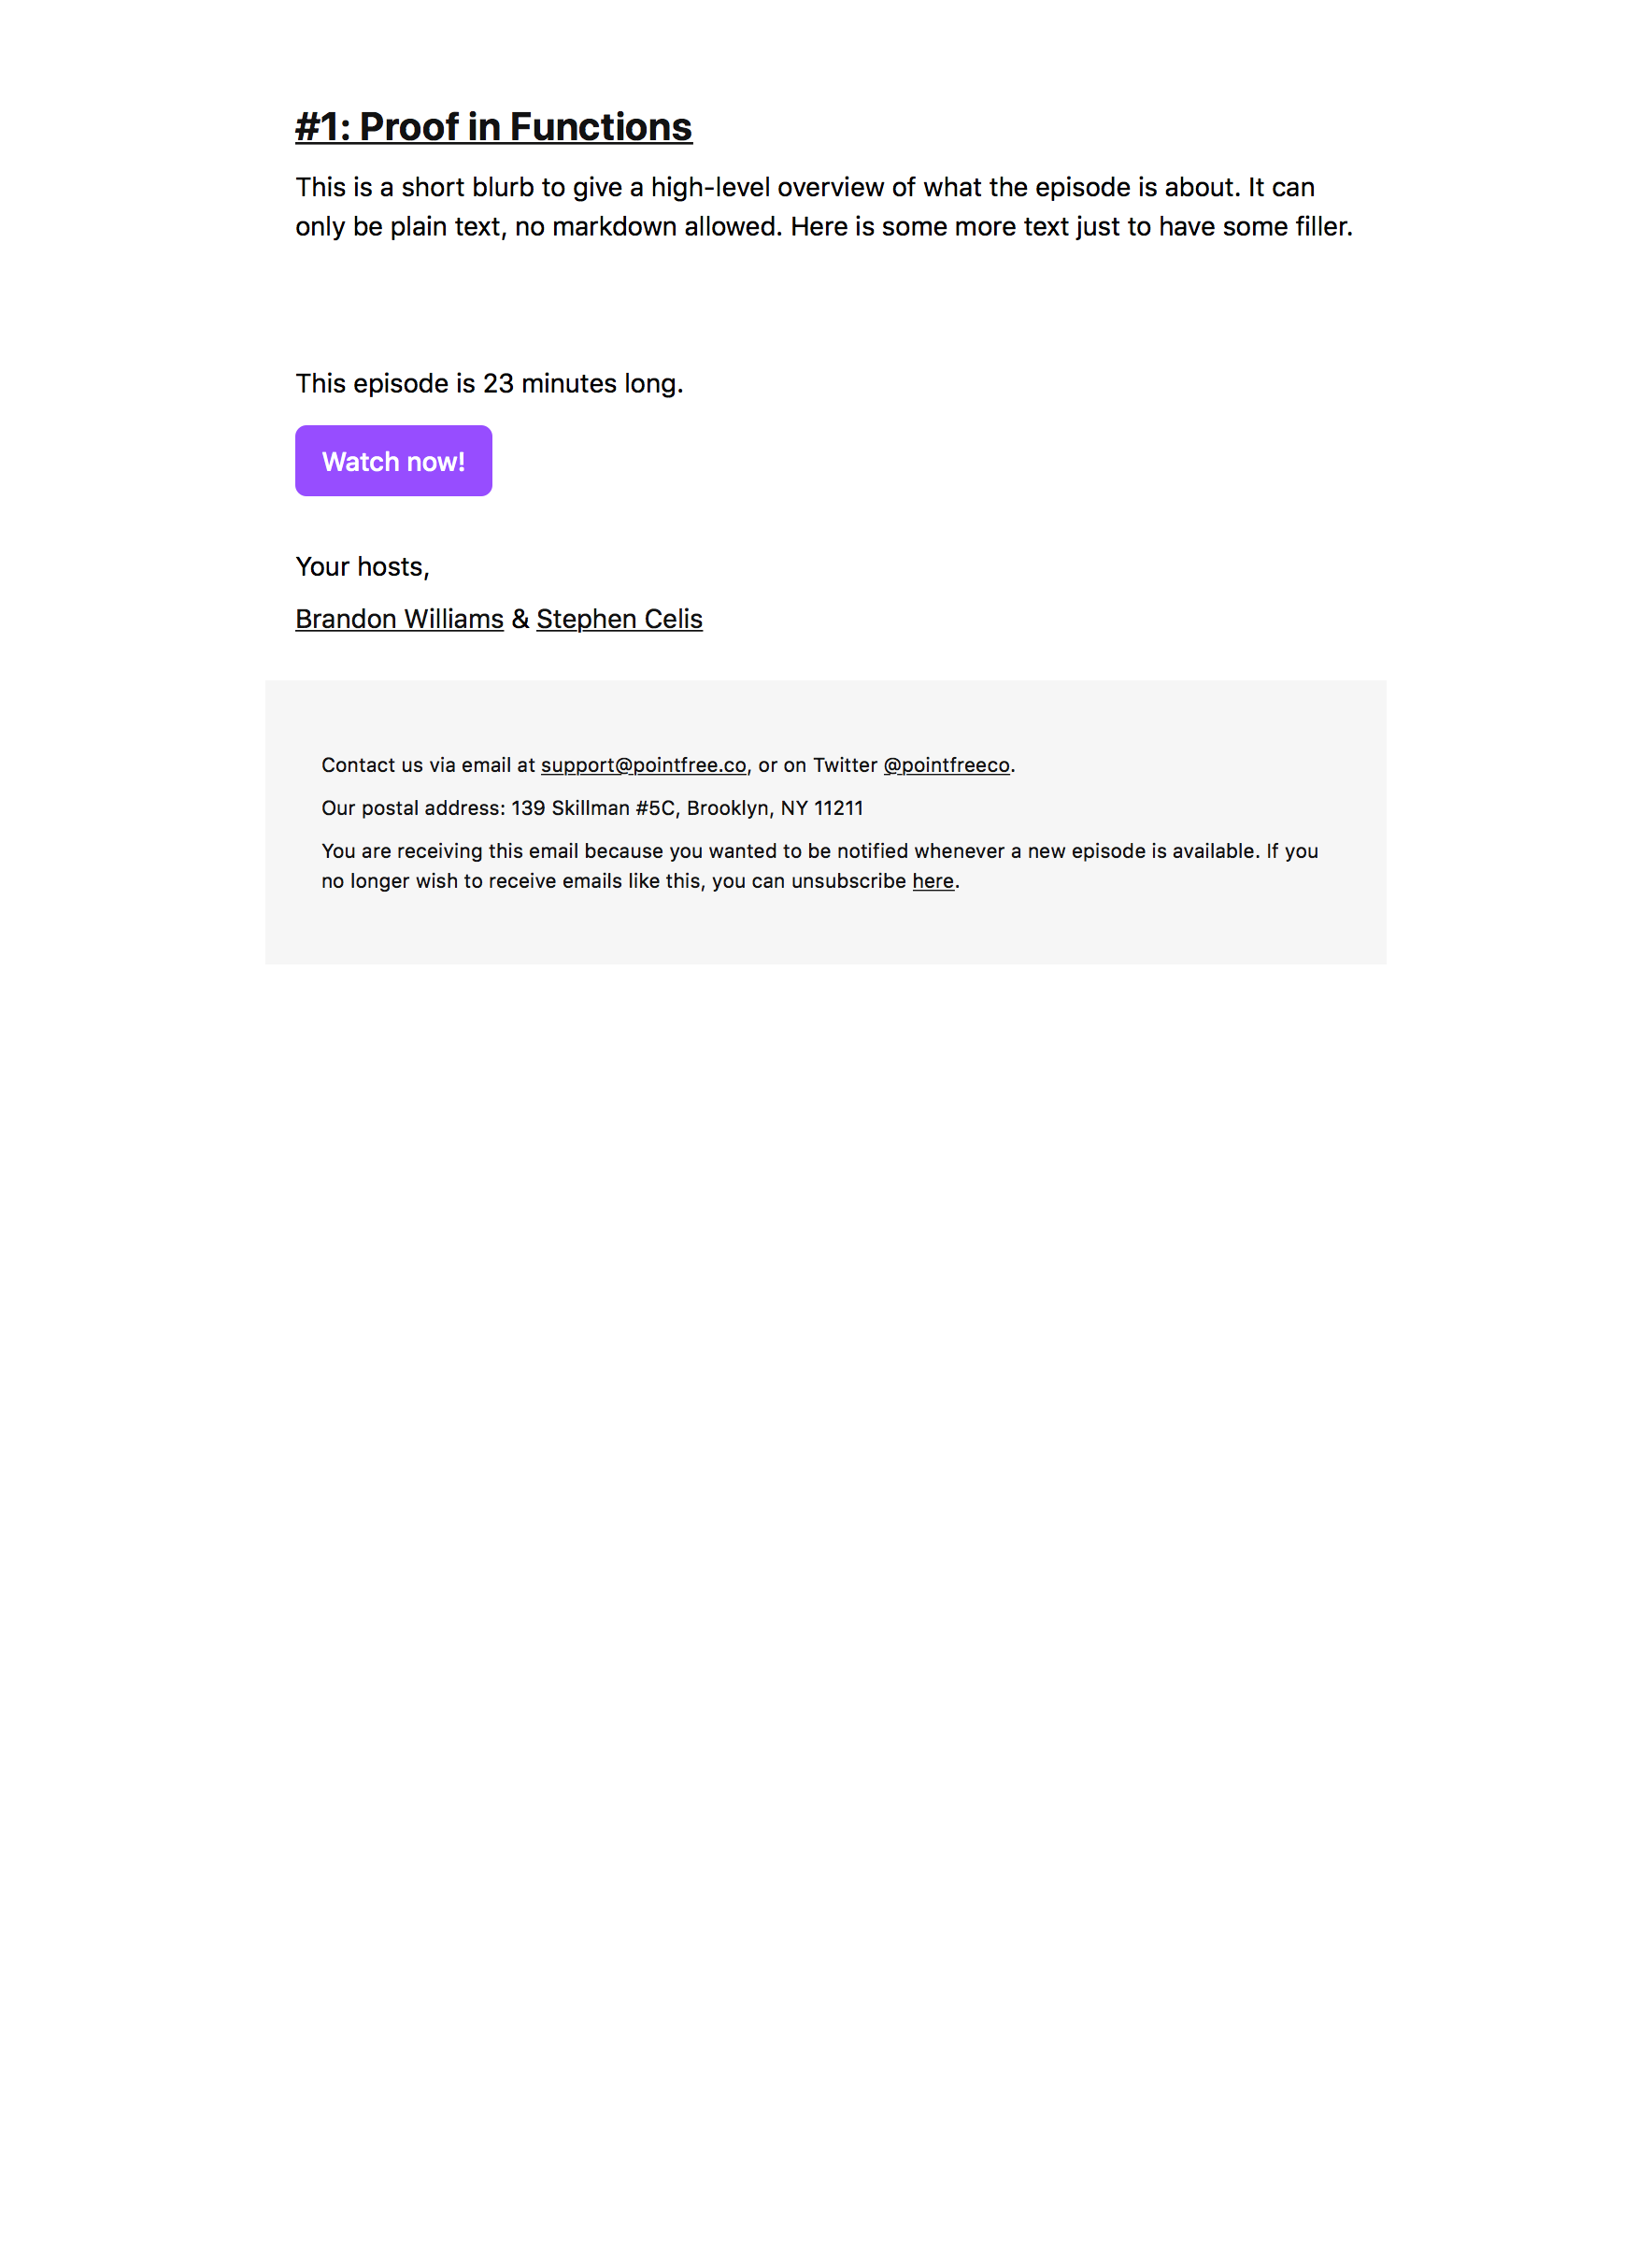 #1: Proof in Functions
This is a short blurb to give a high-level overview of what the episode is about. It can
only be plain text, no markdown allowed. Here is some more text just to have some filler.
This episode is 23 minutes long.
Watch now!
Your hosts,
Brandon Williams & Stephen Celis
Contact us via email at support@pointfree.co, or on Twitter @pointfreeco.
Our postal address: 139 Skillman #5C, Brooklyn, NY 11211
You are receiving this email because you wanted to be notified whenever a new episode is available. If you
no longer wish to receive emails like this, you can unsubscribe here.